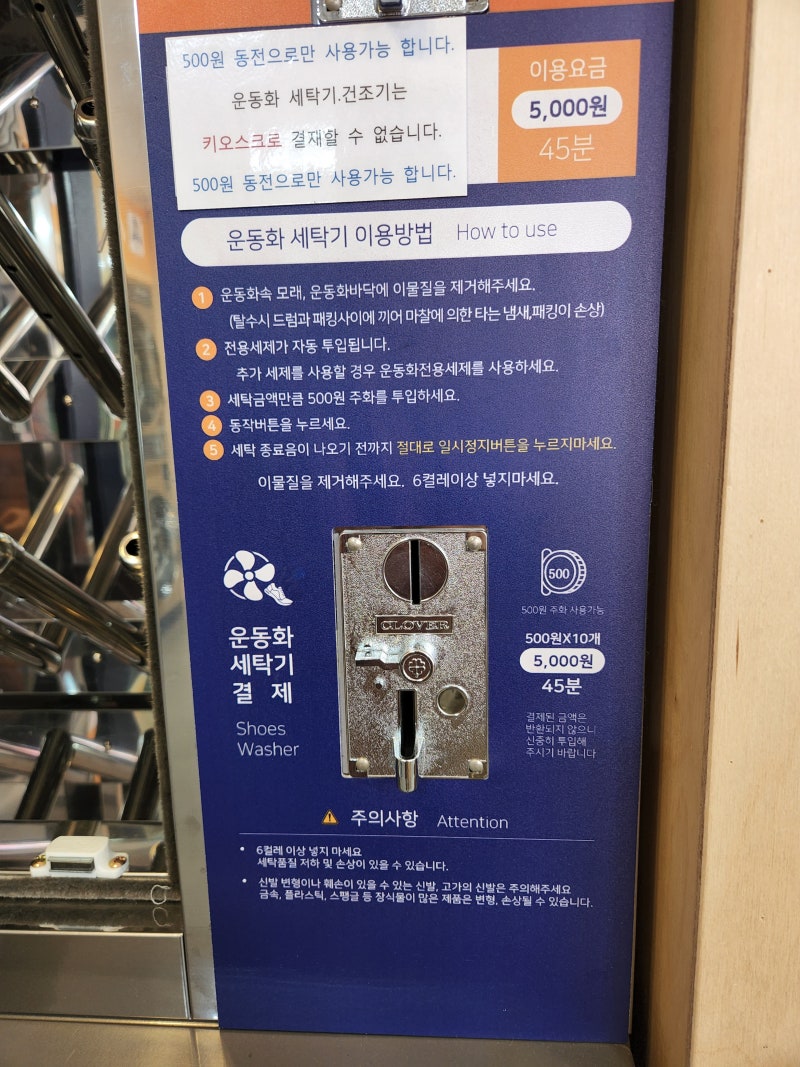 500원 동전으로만 사용가능 합니다.
운동화 세탁기.건조기는
키오스크로 결재할 수 없습니다.
500원 동전으로만 사용가능 합니다.
이용요금
5,000원
45분
운동화 세탁기 이용방법 How to use
1 운동화속 모래, 운동화바닥에 이물질을 제거해주세요.
(탈수시 드럼과 패킹사이에 끼어 마찰에 의한 타는 냄새,패킹이 손상)
2 전용세제가 자동 투입됩니다.
추가 세제를 사용할 경우 운동화전용세제를 사용하세요.
3 세탁금액만큼 500원 주화를 투입하세요.
4 동작버튼을 누르세요.
5 세탁 종료음이 나오기 전까지 절대로 일시정지버튼을 누르지마세요.
이물질을 제거해주세요. 6켤레이상 넣지마세요.
운동화
세탁기
결 제
Shoes
Washer
CLOVER
500
500원 주화 사용가능
500원X10개
5,000원
45분
결제된 금액은
반환되지 않으니
신중히 투입해
주시기 바랍니다
주의사항 Attention
• 6켤레 이상 넣지 마세요
세탁품질 저하 및 손상이 있을 수 있습니다.
• 신발 변형이나 훼손이 있을 수 있는 신발, 고가의 신발은 주의해주세요
금속, 플라스틱, 스팽글 등 장식물이 많은 제품은 변형, 손상될 수 있습니다.